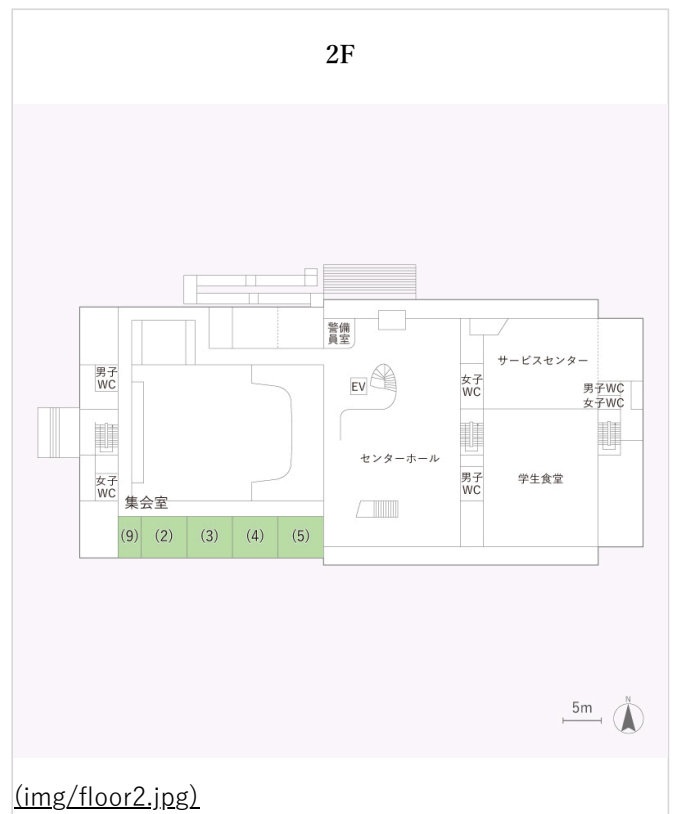 2F
警備
員室
男子
WC
EV
女子
WC
サービスセンター
男子WC
女子WC
センターホール
男子
WC
学生食堂
女子
WC
集会室
(9) (2) (3) (4) (5)
5m
N
(img/floor2.jpg)